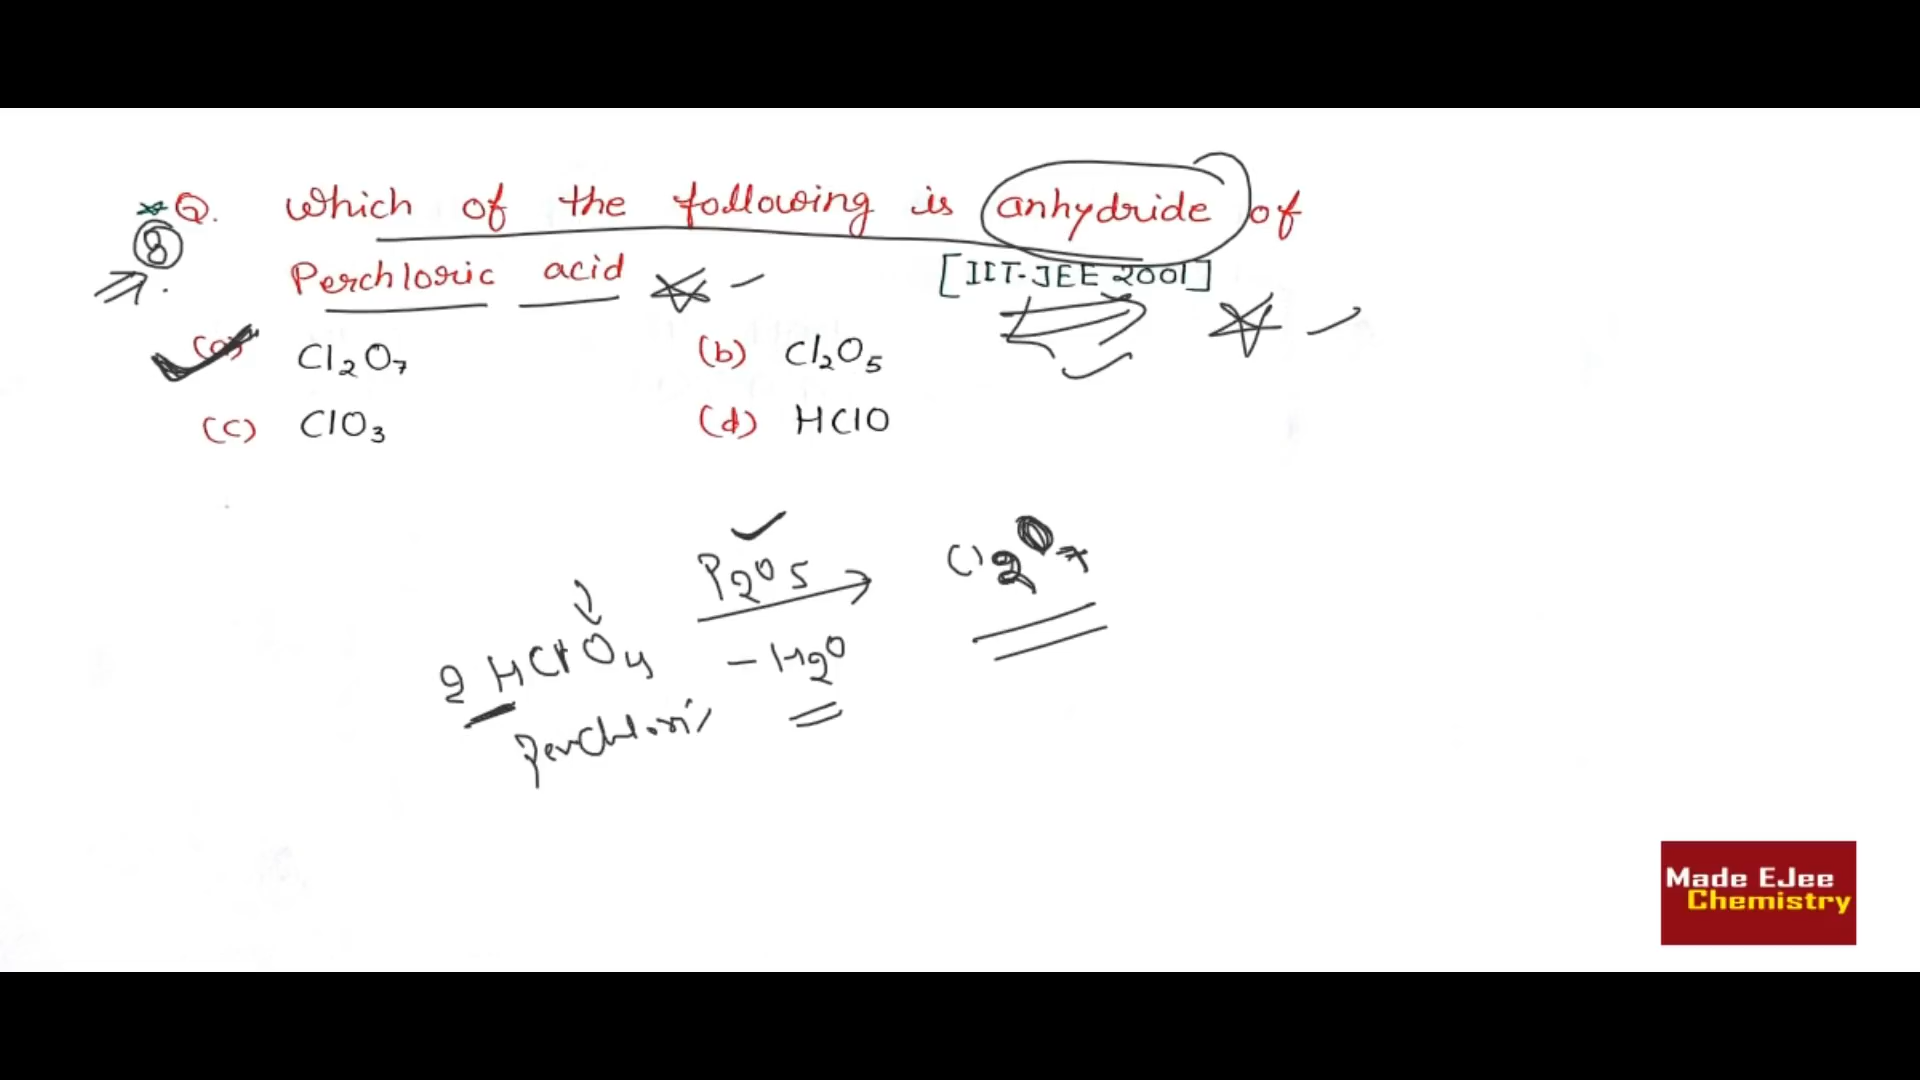 Q. Which of the following is anhydride of
8
Perchloric acid
[IIT-JEE 2001]
(a) Cl₂O₇ (b) Cl₂O₅
(c) ClO₃ (d) HClO
P₂O₅
2 HClO₄ → Cl₂O₇
-H₂O
Made EJee
Chemistry